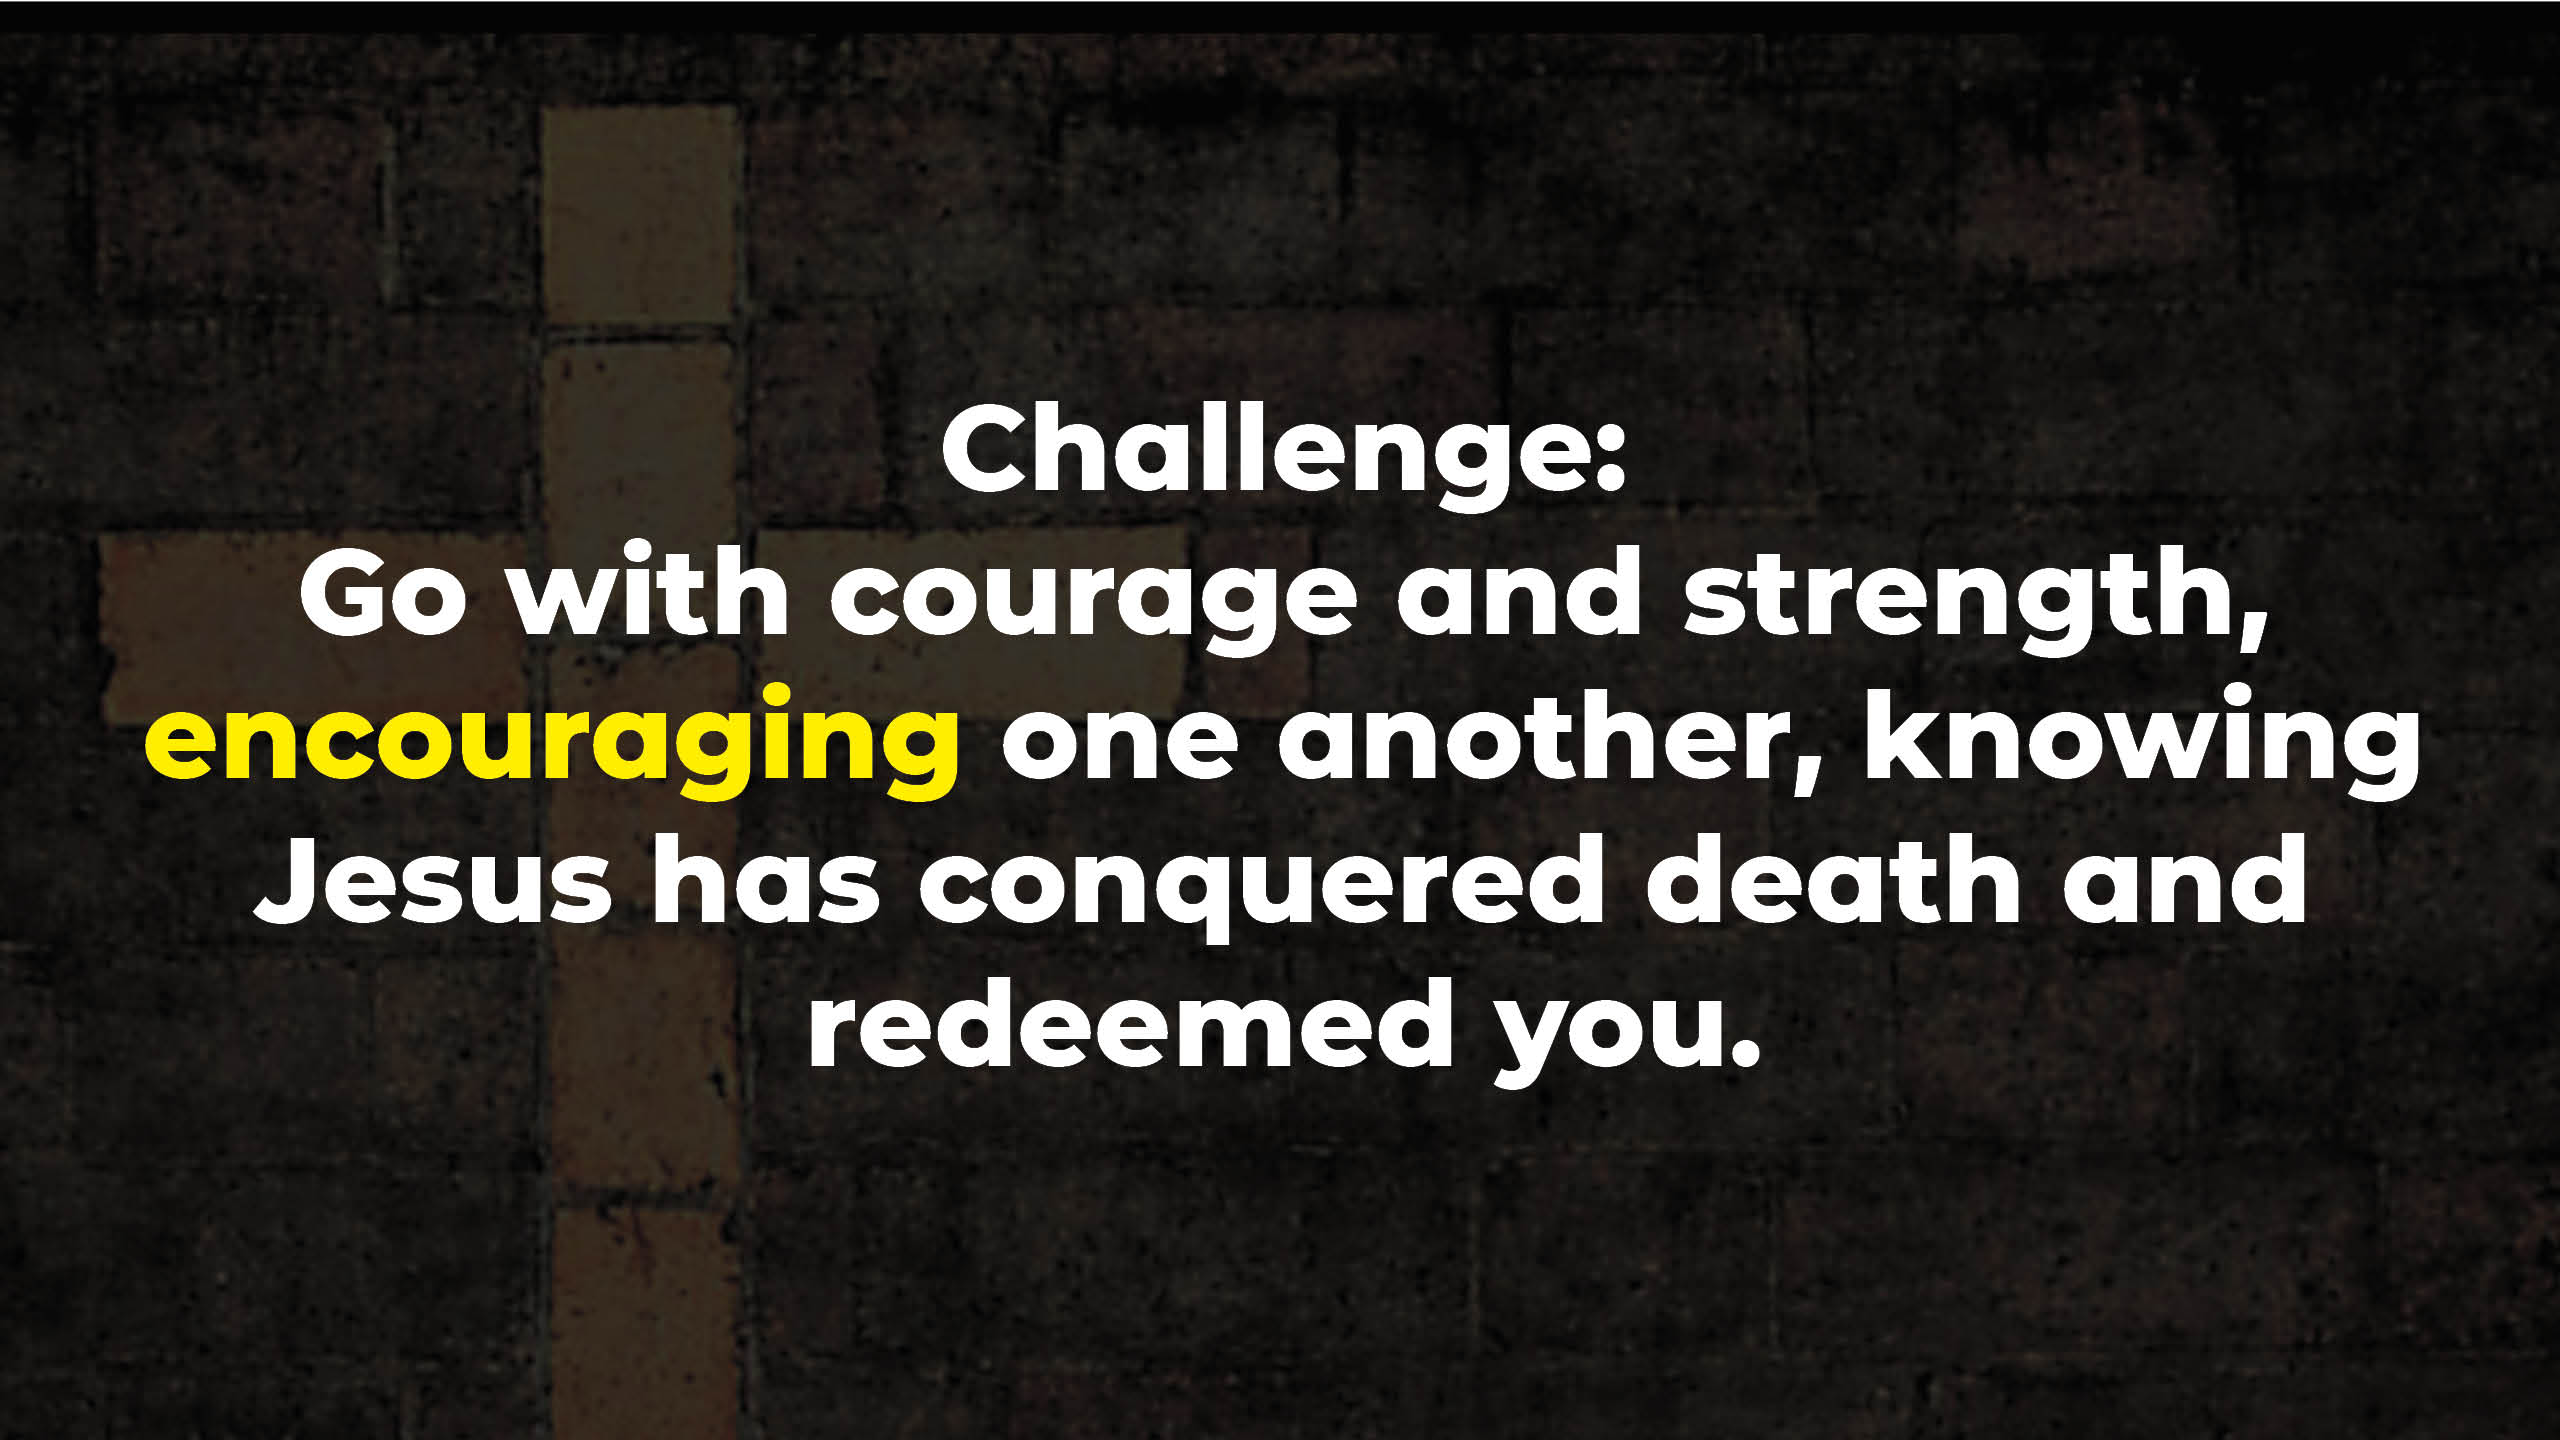 Challenge:
Go with courage and strength,
encouraging one another, knowing
Jesus has conquered death and
redeemed you.